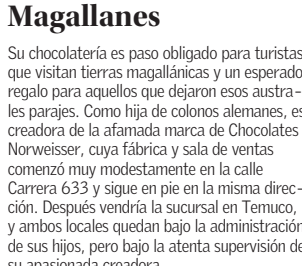 Magallanes
Su chocolatería es paso obligado para turistas
que visitan tierras magallánicas y un esperado
regalo para aquellos que dejaron esos austra-
les parajes. Como hija de colonos alemanes, es
creadora de la afamada marca de Chocolates
Norweisser, cuya fábrica y sala de ventas
comenzó muy modestamente en la calle
Carrera 633 y sigue en pie en la misma direc-
ción. Después vendría la sucursal en Temuco,
y ambos locales quedan bajo la administración
de sus hijos, pero bajo la atenta supervisión de
su apasionada creadora